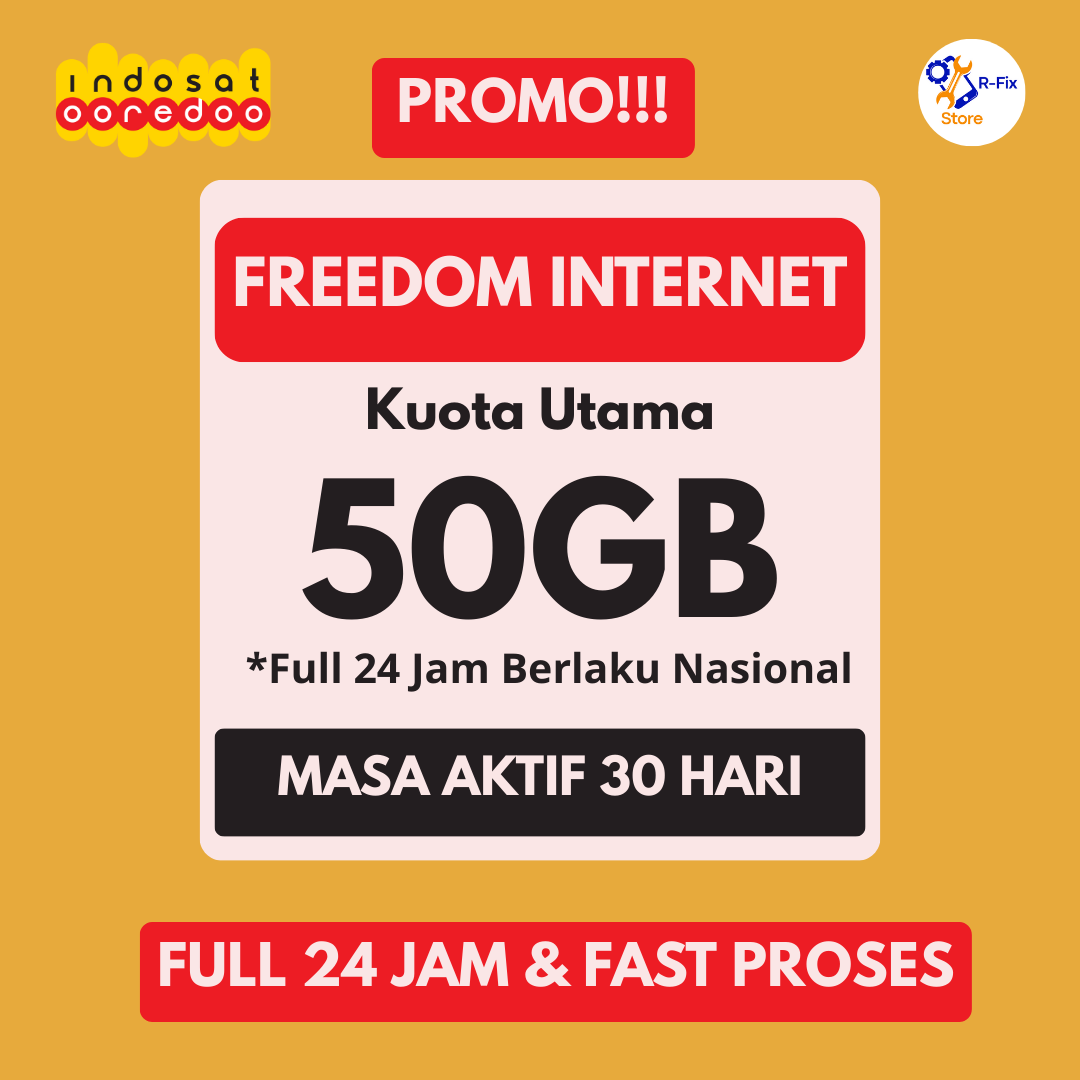 indosat
ooredoo
PROMO!!!
R-Fix
Store
FREEDOM INTERNET
Kuota Utama
50GB
*Full 24 Jam Berlaku Nasional
MASA AKTIF 30 HARI
FULL 24 JAM & FAST PROSES